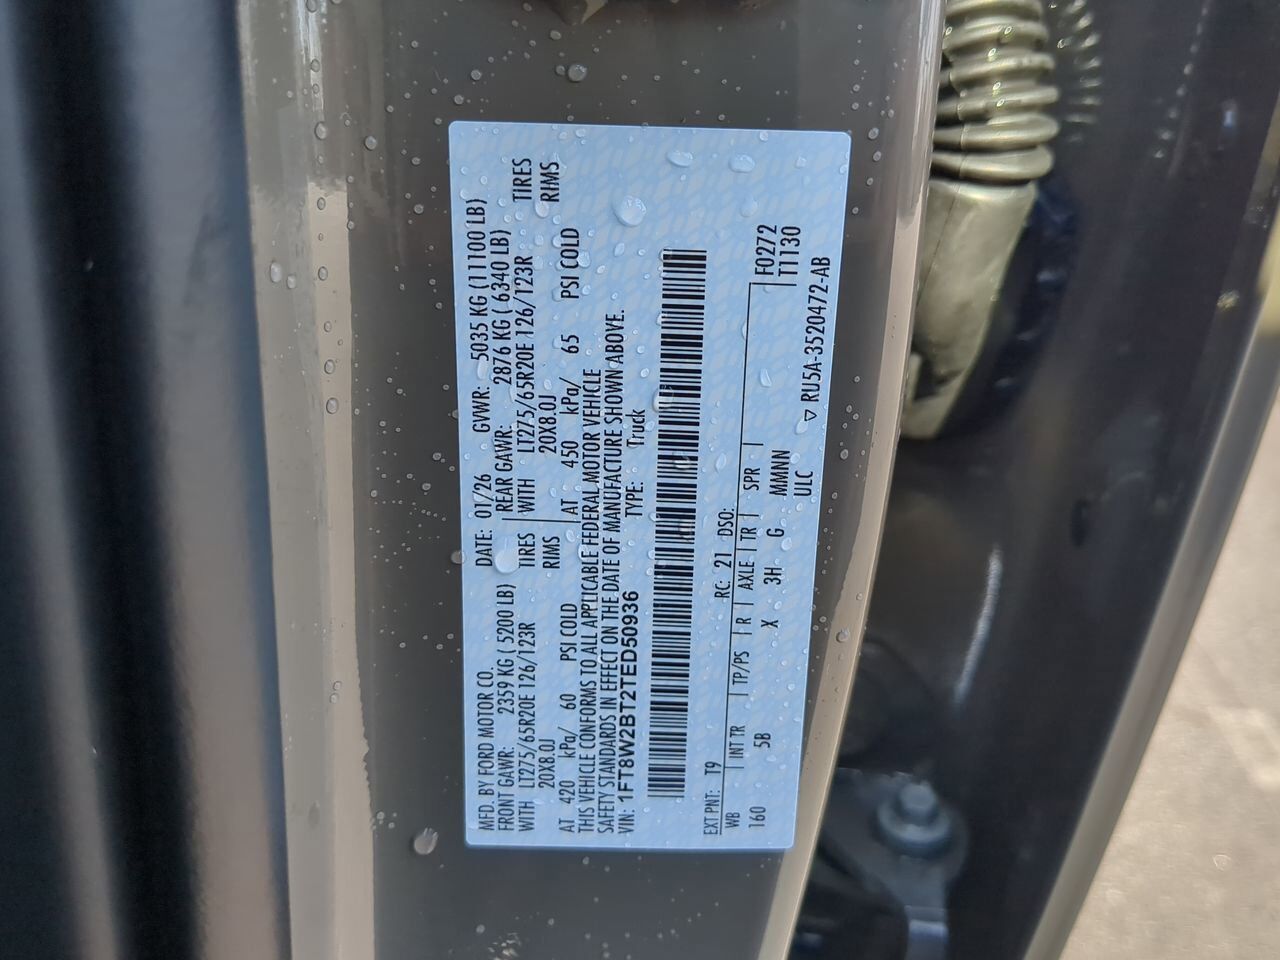 MFD. BY FORD MOTOR CO.
DATE: 01/26 GVWR: 5035 KG (11100 LB)
FRONT GAWR: 2359 KG (5200 LB) REAR GAWR: 2876 KG (6340 LB)
WITH LT275/65R20E 126/123R TIRES WITH LT275/65R20E 126/123R TIRES
20X8.0J RIMS 20X8.0J RIMS
AT 420 kPa/ 60 PSI COLD AT 450 kPa/ 65 PSI COLD
THIS VEHICLE CONFORMS TO ALL APPLICABLE FEDERAL MOTOR VEHICLE
SAFETY STANDARDS IN EFFECT ON THE DATE OF MANUFACTURE SHOWN ABOVE.
VIN: 1FT8W2BT2TED50936 TYPE: Truck
EXT PNT: T9 RC: 21 DSO: F0272
WB INT TR TP/PS R AXLE TR SPR T1130
160 5B X 3H G MMNN
ULC ▽ RU5A-3520472-AB